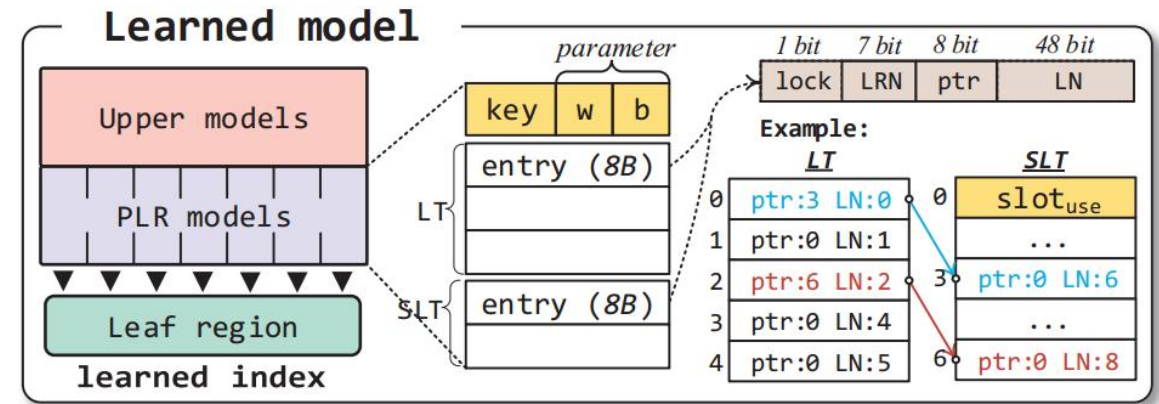 Learned model
Upper models
PLR models
Leaf region
learned index
parameter
key w b
LT
entry (8B)
SLT
entry (8B)
1 bit 7 bit 8 bit 48 bit
lock LRN ptr LN
Example:
LT SLT
0 ptr:3 LN:0 0 slotuse
1 ptr:0 LN:1 ...
2 ptr:6 LN:2 3 ptr:0 LN:6
3 ptr:0 LN:4 ...
4 ptr:0 LN:5 6 ptr:0 LN:8